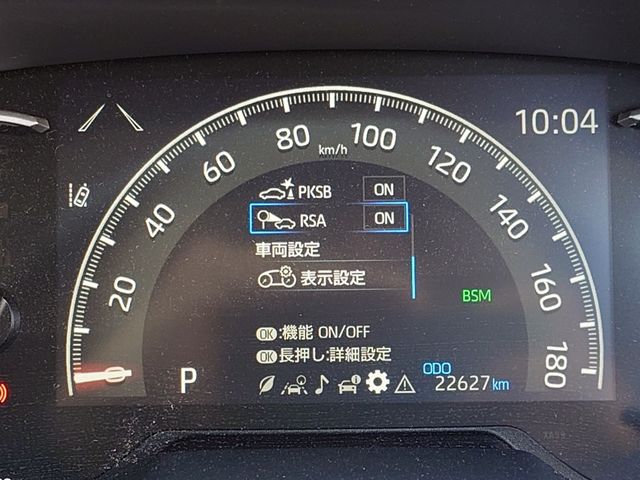 10:04
20
40
60
80
100
120
140
160
180
km/h
PKSB ON
RSA ON
車両設定
表示設定
BSM
OK:機能 ON/OFF
OK長押し:詳細設定
P
ODO
22627 km